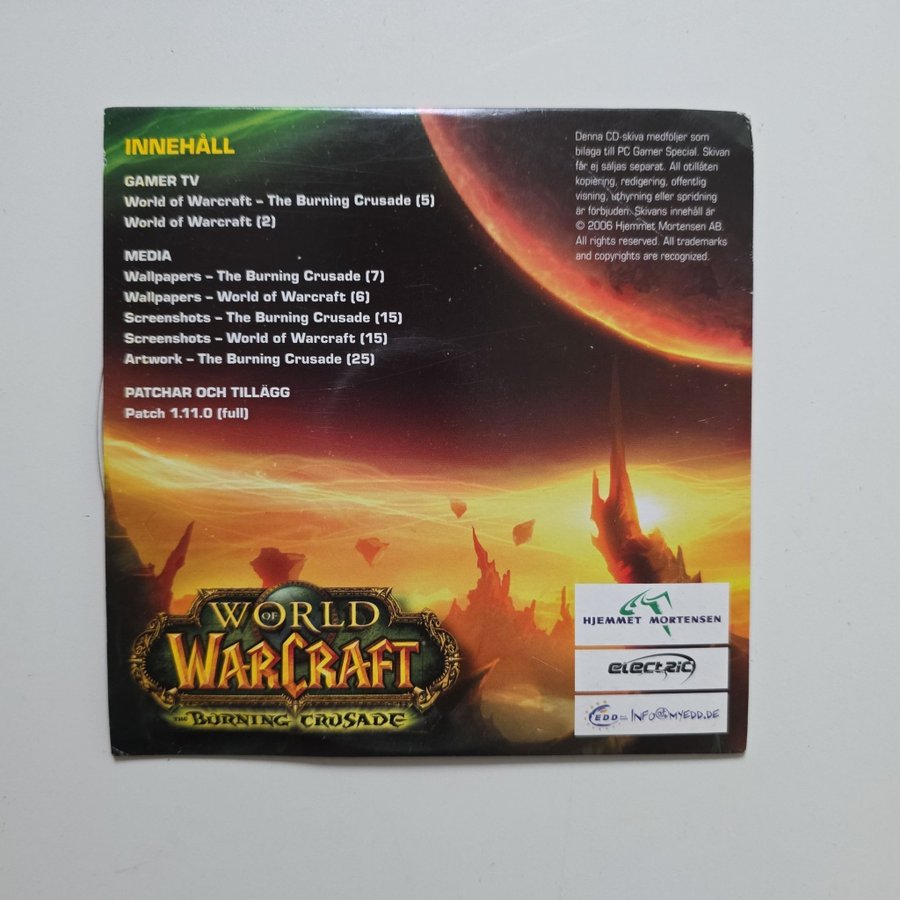 INNEHÅLL
GAMER TV
World of Warcraft – The Burning Crusade (5)
World of Warcraft (2)
MEDIA
Wallpapers – The Burning Crusade (7)
Wallpapers – World of Warcraft (6)
Screenshots – The Burning Crusade (15)
Screenshots – World of Warcraft (15)
Artwork – The Burning Crusade (25)
PATCHAR OCH TILLÄGG
Patch 1.11.0 (full)
Denna CD-skiva medföljer som
bilaga till PC Gamer Special. Skivan
får ej säljas separat. All otillåten
kopiering, redigering, offentlig
visning, uthyrning eller spridning
är förbjuden. Skivans innehåll är
© 2006 Hjemmet Mortensen AB.
All rights reserved. All trademarks
and copyrights are recognized.
WORLD
OF
WARCRAFT
THE BURNING CRUSADE
HJEMMET MORTENSEN
electric
EDD INFO@MYEDD.DE